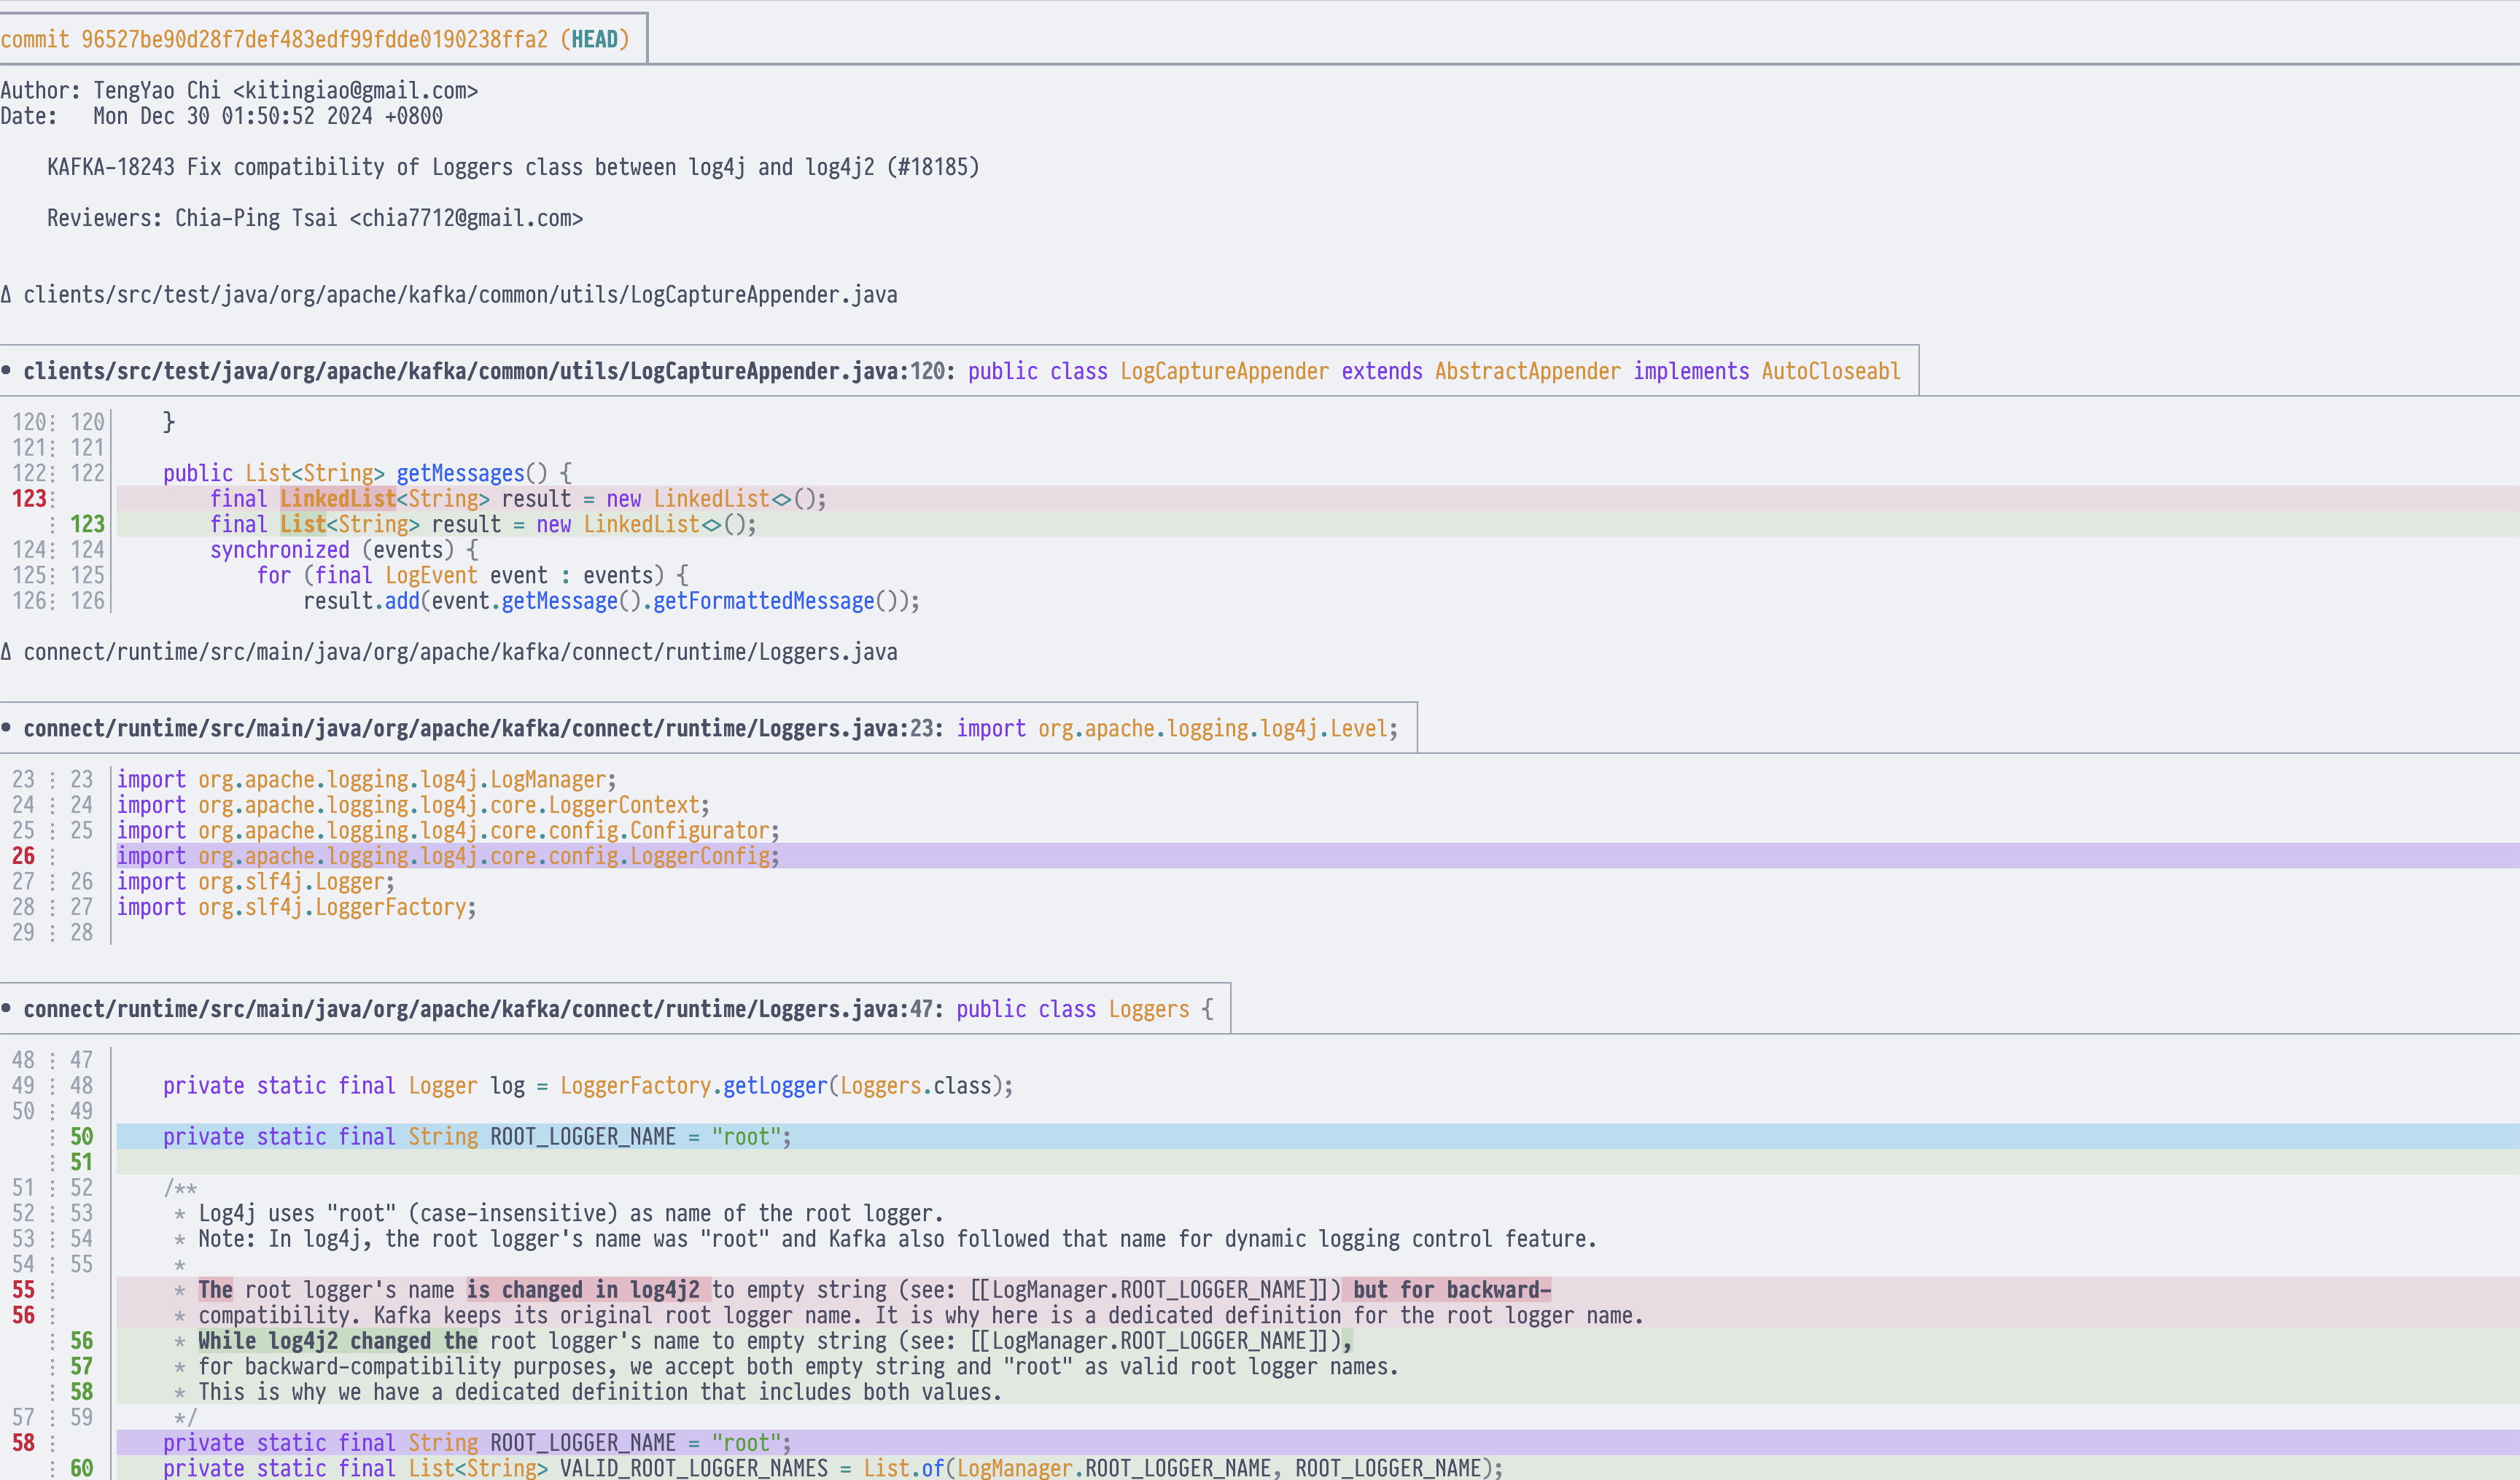 commit 96527be90d28f7def483edf99fdde0190238ffa2 (HEAD)
Author: TengYao Chi <kitingiao@gmail.com>
Date:   Mon Dec 30 01:50:52 2024 +0800
    KAFKA-18243 Fix compatibility of Loggers class between log4j and log4j2 (#18185)
    Reviewers: Chia-Ping Tsai <chia7712@gmail.com>
Δ clients/src/test/java/org/apache/kafka/common/utils/LogCaptureAppender.java
• clients/src/test/java/org/apache/kafka/common/utils/LogCaptureAppender.java:120: public class LogCaptureAppender extends AbstractAppender implements AutoCloseabl
120⋮ 120    }
121⋮ 121
122⋮ 122    public List<String> getMessages() {
123⋮            final LinkedList<String> result = new LinkedList<>();
   ⋮ 123        final List<String> result = new LinkedList<>();
124⋮ 124        synchronized (events) {
125⋮ 125            for (final LogEvent event : events) {
126⋮ 126                result.add(event.getMessage().getFormattedMessage());
Δ connect/runtime/src/main/java/org/apache/kafka/connect/runtime/Loggers.java
• connect/runtime/src/main/java/org/apache/kafka/connect/runtime/Loggers.java:23: import org.apache.logging.log4j.Level;
23 ⋮ 23 import org.apache.logging.log4j.LogManager;
24 ⋮ 24 import org.apache.logging.log4j.core.LoggerContext;
25 ⋮ 25 import org.apache.logging.log4j.core.config.Configurator;
26 ⋮    import org.apache.logging.log4j.core.config.LoggerConfig;
27 ⋮ 26 import org.slf4j.Logger;
28 ⋮ 27 import org.slf4j.LoggerFactory;
29 ⋮ 28
• connect/runtime/src/main/java/org/apache/kafka/connect/runtime/Loggers.java:47: public class Loggers {
48 ⋮ 47
49 ⋮ 48     private static final Logger log = LoggerFactory.getLogger(Loggers.class);
50 ⋮ 49
   ⋮ 50     private static final String ROOT_LOGGER_NAME = "root";
   ⋮ 51
51 ⋮ 52     /**
52 ⋮ 53      * Log4j uses "root" (case-insensitive) as name of the root logger.
53 ⋮ 54      * Note: In log4j, the root logger's name was "root" and Kafka also followed that name for dynamic logging control feature.
54 ⋮ 55      *
55 ⋮         * The root logger's name is changed in log4j2 to empty string (see: [[LogManager.ROOT_LOGGER_NAME]]) but for backward-
56 ⋮         * compatibility. Kafka keeps its original root logger name. It is why here is a dedicated definition for the root logger name.
   ⋮ 56      * While log4j2 changed the root logger's name to empty string (see: [[LogManager.ROOT_LOGGER_NAME]]),
   ⋮ 57      * for backward-compatibility purposes, we accept both empty string and "root" as valid root logger names.
   ⋮ 58      * This is why we have a dedicated definition that includes both values.
57 ⋮ 59      */
58 ⋮        private static final String ROOT_LOGGER_NAME = "root";
   ⋮ 60     private static final List<String> VALID_ROOT_LOGGER_NAMES = List.of(LogManager.ROOT_LOGGER_NAME, ROOT_LOGGER_NAME);